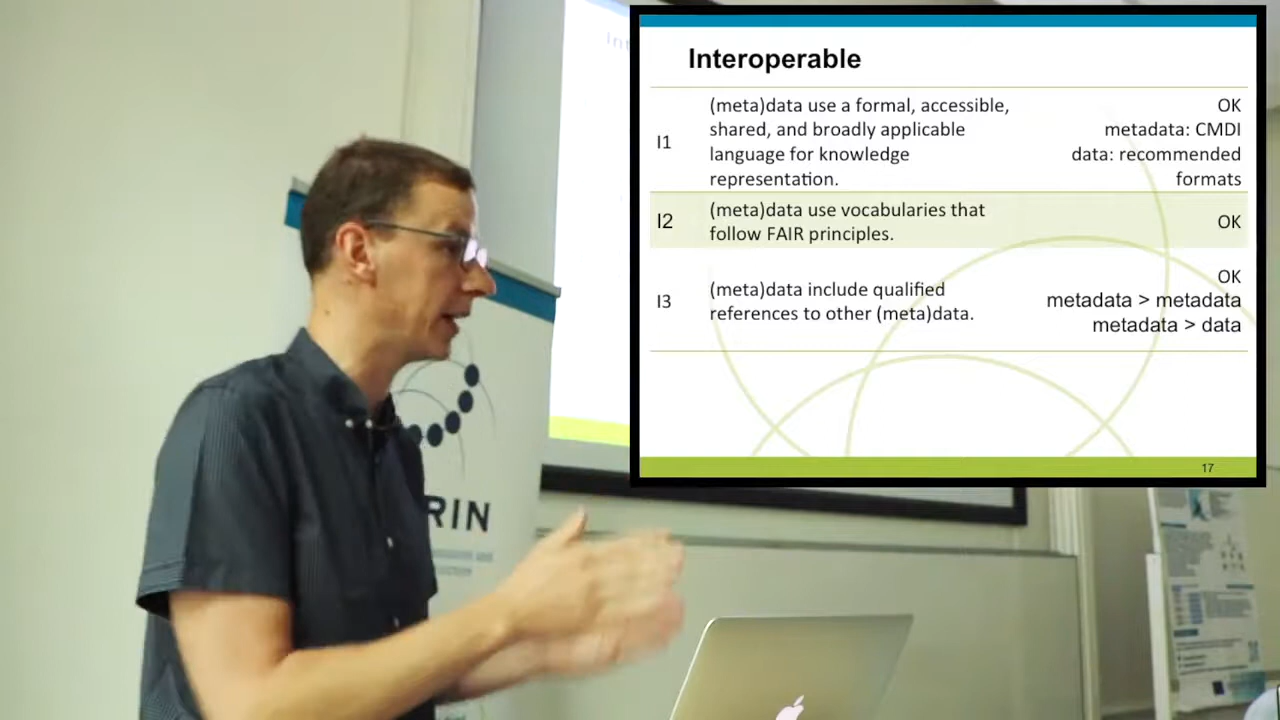 Interoperable
I1
(meta)data use a formal, accessible,
shared, and broadly applicable
language for knowledge
representation.
OK
metadata: CMDI
data: recommended
formats
I2
(meta)data use vocabularies that
follow FAIR principles.
OK
I3
(meta)data include qualified
references to other (meta)data.
OK
metadata > metadata
metadata > data
17
RIN